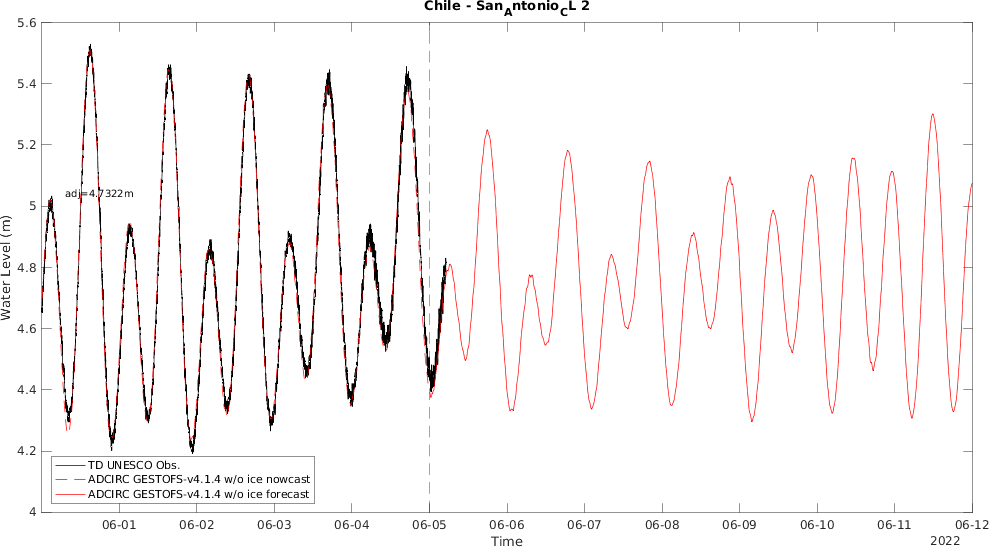 Chile - SanAntonioCL 2
5.6
5.4
5.2
5
4.8
4.6
4.4
4.2
4
Water Level (m)
adj=4.7322m
TD UNESCO Obs.
ADCIRC GESTOFS-v4.1.4 w/o ice nowcast
ADCIRC GESTOFS-v4.1.4 w/o ice forecast
06-01 06-02 06-03 06-04 06-05 06-06 06-07 06-08 06-09 06-10 06-11 06-12
Time
2022